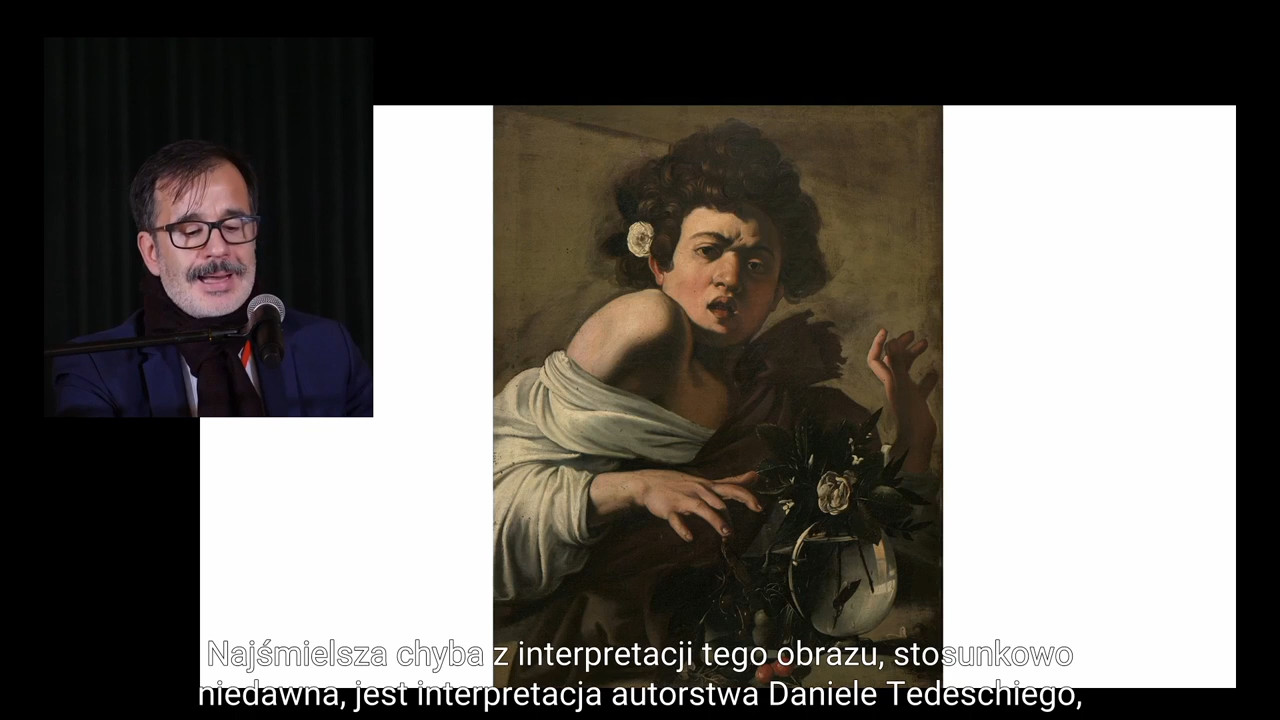 Najśmielsza chyba z interpretacji tego obrazu, stosunkowo
niedawna, jest interpretacja autorstwa Daniele Tedeschiego,